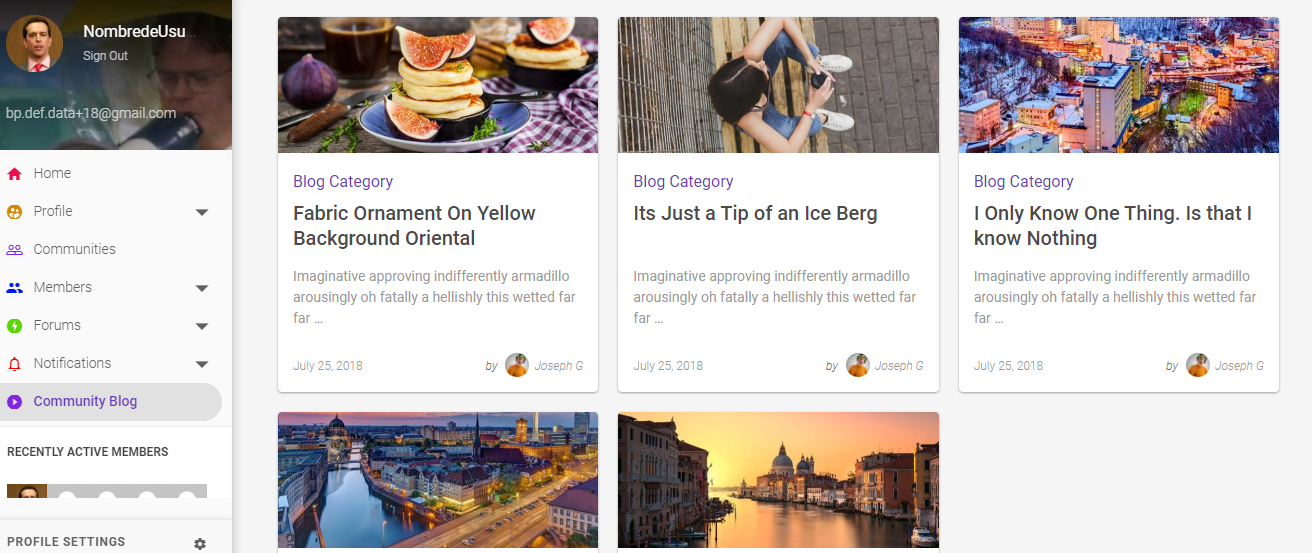 NombredeUsu
Sign Out
bp.def.data+18@gmail.com
Home
Profile
Communities
Members
Forums
Notifications
Community Blog
RECENTLY ACTIVE MEMBERS
PROFILE SETTINGS
Blog Category
Fabric Ornament On Yellow
Background Oriental
Imaginative approving indifferently armadillo
arousingly oh fatally a hellishly this wetted far
far ...
July 25, 2018 by Joseph G
Blog Category
Its Just a Tip of an Ice Berg
Imaginative approving indifferently armadillo
arousingly oh fatally a hellishly this wetted far
far ...
July 25, 2018 by Joseph G
Blog Category
I Only Know One Thing. Is that I
know Nothing
Imaginative approving indifferently armadillo
arousingly oh fatally a hellishly this wetted far
far ...
July 25, 2018 by Joseph G